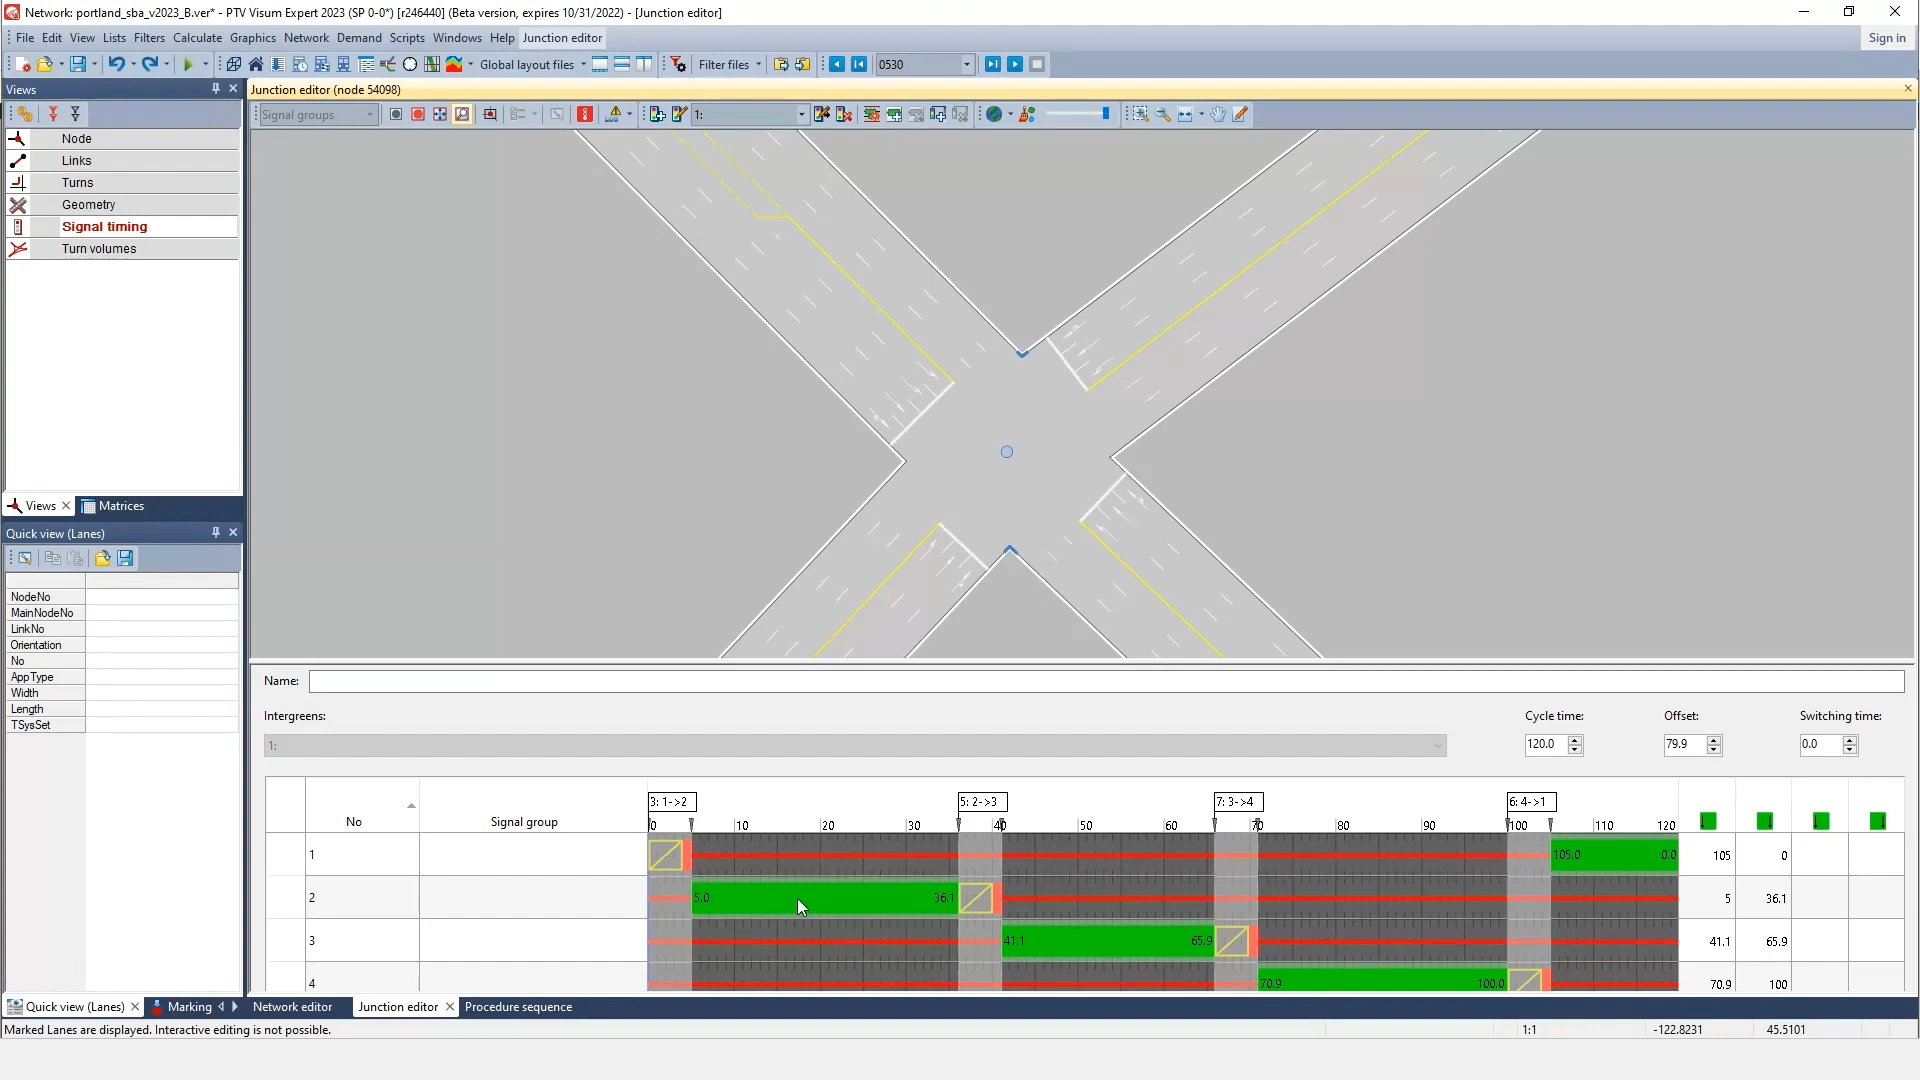 Network: portland_sba_v2023_B.ver* - PTV Visum Expert 2023 (SP 0-0*) [r246440] (Beta version, expires 10/31/2022) - [Junction editor]
File Edit View Lists Filters Calculate Graphics Network Demand Scripts Windows Help Junction editor Sign in
Global layout files Filter files 0530
Views
Junction editor (node 54098)
Signal groups 1:
Node
Links
Turns
Geometry
Signal timing
Turn volumes
Views Matrices
Quick view (Lanes)
NodeNo
MainNodeNo
LinkNo
Orientation
No
AppType
Width
Length
TSysSet
Name:
Intergreens: Cycle time: Offset: Switching time:
1: 120.0 79.9 0.0
3: 1->2 5: 2->3 7: 3->4 6: 4->1
No Signal group 0 10 20 30 40 50 60 70 80 90 100 110 120
1 105.0 0.0 105 0
2 5.0 36.1 5 36.1
3 41.1 65.9 41.1 65.9
4 70.9 100.0 70.9 100
Quick view (Lanes) Marking Network editor Junction editor Procedure sequence
Marked Lanes are displayed. Interactive editing is not possible. 1:1 -122.8231 45.5101